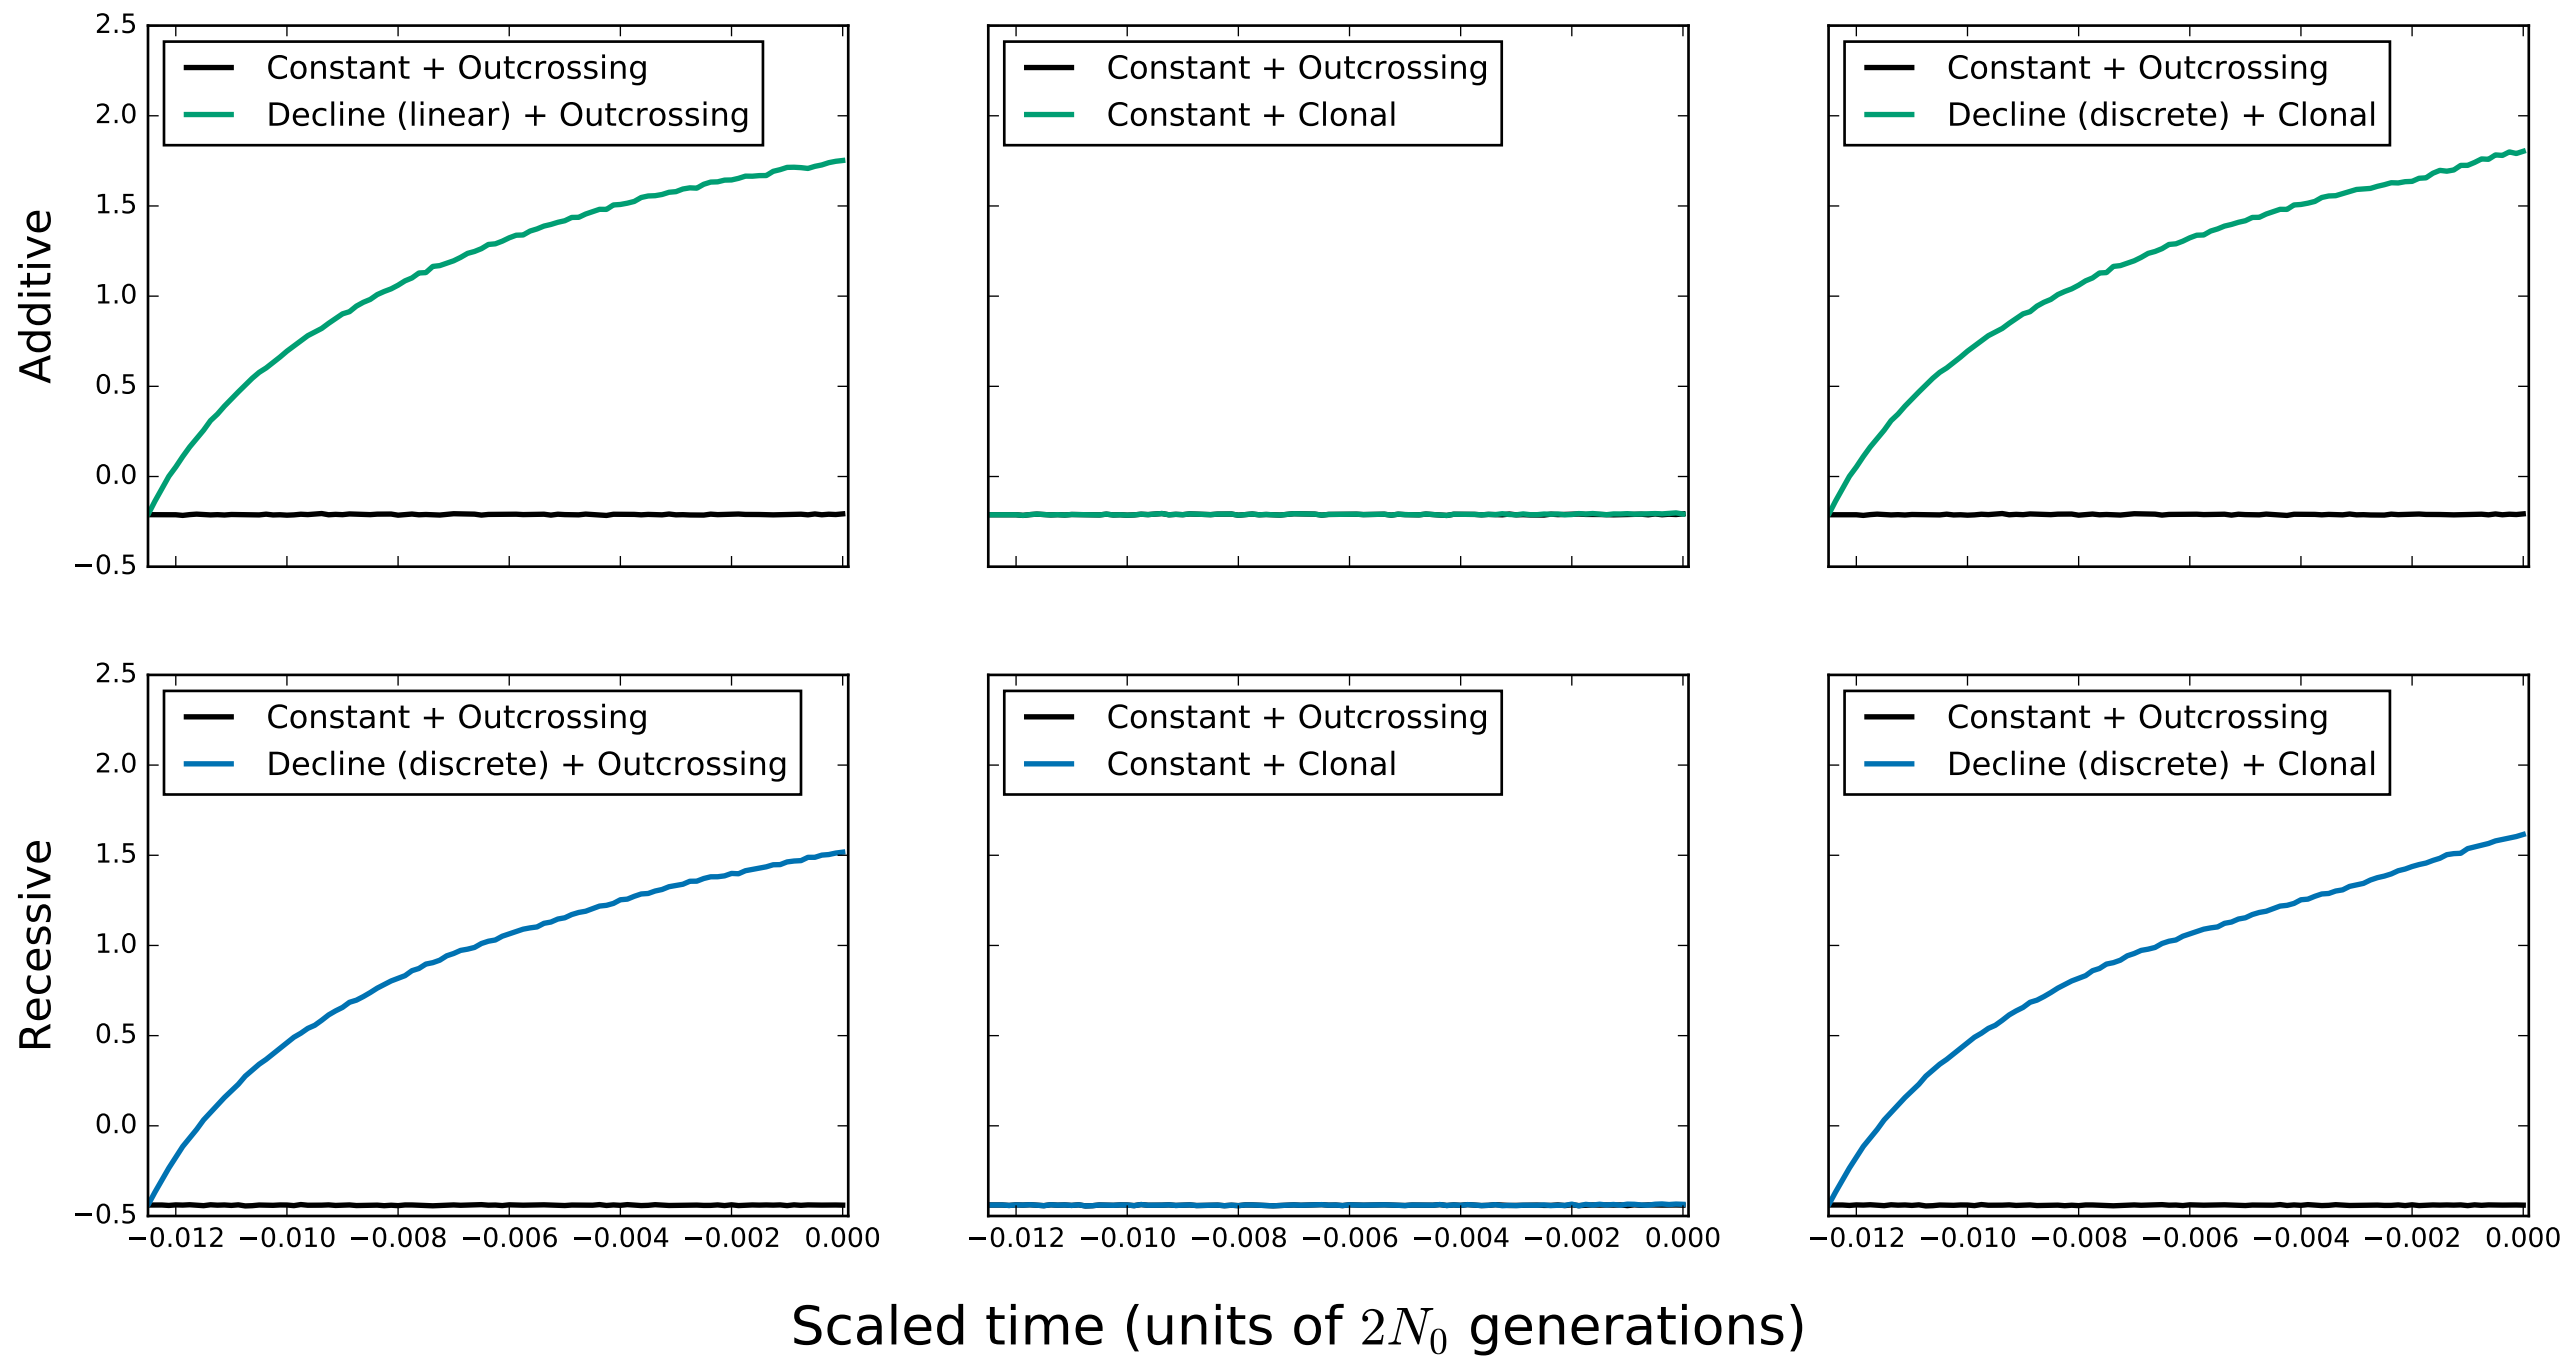 Additive
2.5
2.0
1.5
1.0
0.5
0.0
−0.5
Constant + Outcrossing
Decline (linear) + Outcrossing
Constant + Outcrossing
Constant + Clonal
Constant + Outcrossing
Decline (discrete) + Clonal
Recessive
2.5
2.0
1.5
1.0
0.5
0.0
−0.5
Constant + Outcrossing
Decline (discrete) + Outcrossing
Constant + Outcrossing
Constant + Clonal
Constant + Outcrossing
Decline (discrete) + Clonal
−0.012 −0.010 −0.008 −0.006 −0.004 −0.002 0.000
−0.012 −0.010 −0.008 −0.006 −0.004 −0.002 0.000
−0.012 −0.010 −0.008 −0.006 −0.004 −0.002 0.000
Scaled time (units of 2N₀ generations)